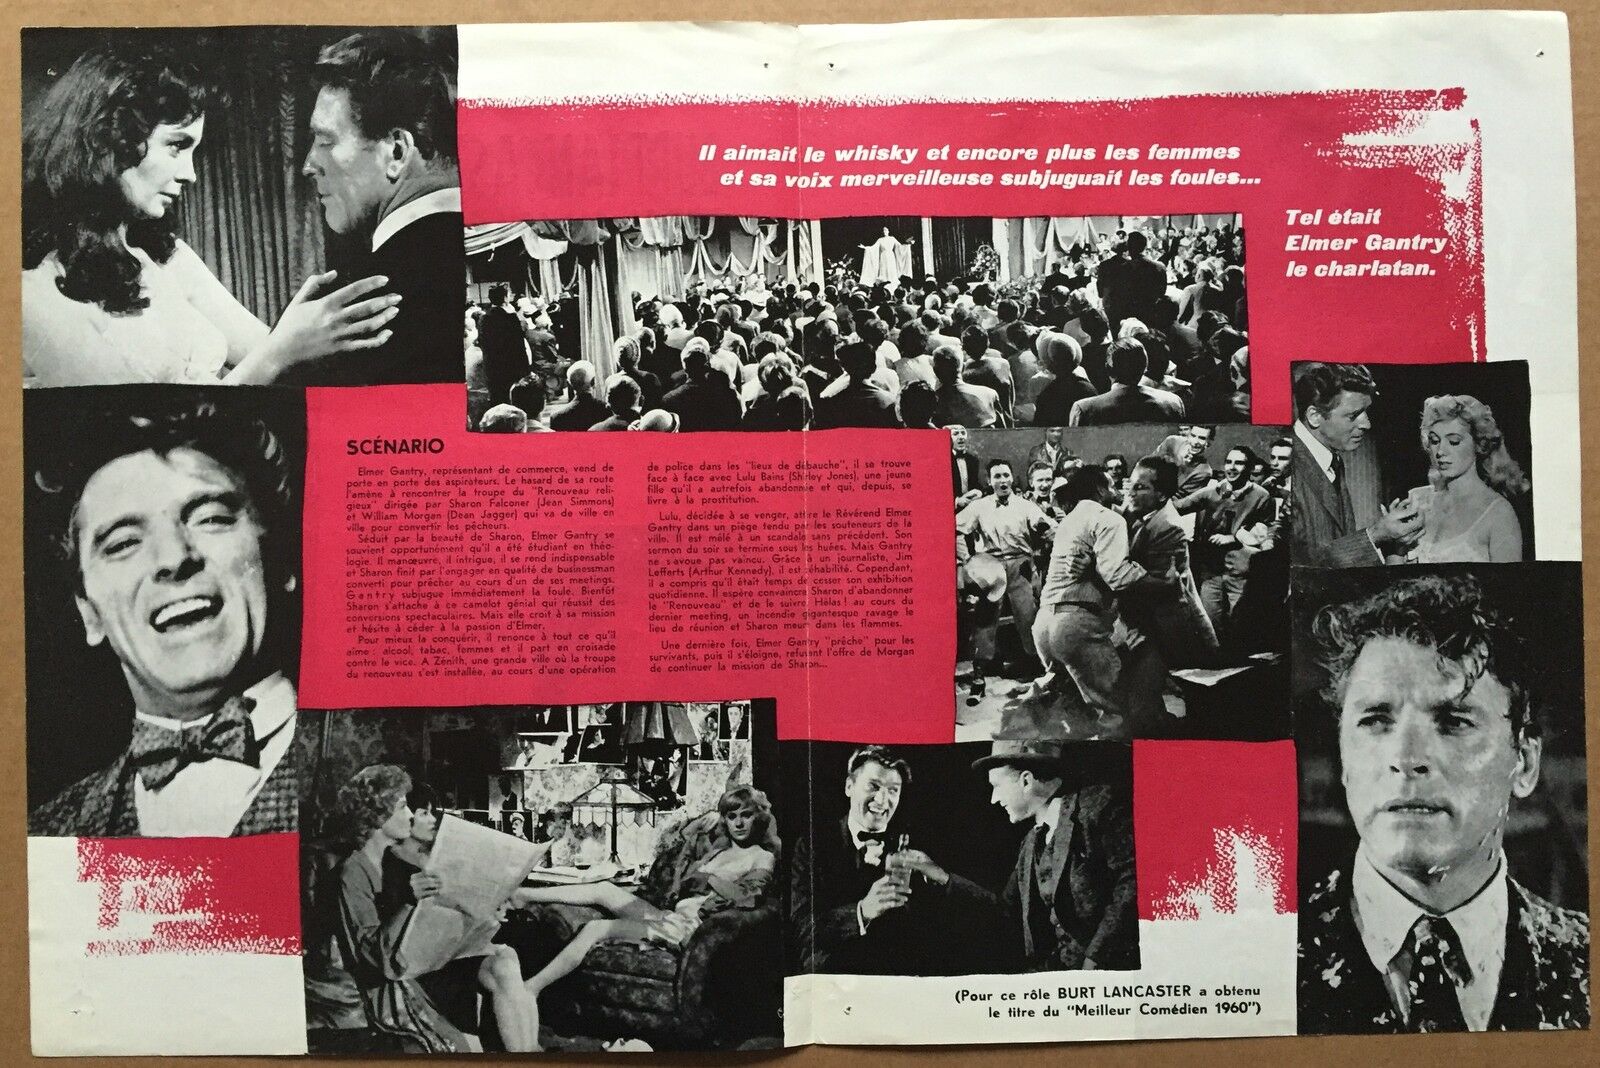 Il aimait le whisky et encore plus les femmes
et sa voix merveilleuse subjuguait les foules...
Tel était
Elmer Gantry
le charlatan.
SCÉNARIO
Elmer Gantry, représentant de commerce, vend de
porte en porte des aspirateurs. Le hasard de sa route
l'amène à rencontrer la troupe du "Renouveau reli-
gieux" dirigée par Sharon Falconer (Jean Simmons)
et William Morgan (Dean Jagger) qui va de ville en
ville pour convertir les pécheurs.
Séduit par la beauté de Sharon, Elmer Gantry se
souvient opportunément qu'il a été étudiant en théo-
logie. Il manœuvre, il intrigue, il se rend indispensable
et Sharon finit par l'engager en qualité de businessman
converti pour prêcher au cours d'un de ses meetings.
Gantry subjugue immédiatement la foule. Bientôt
Sharon s'attache à ce camelot génial qui réussit des
conversions spectaculaires. Mais elle croit à sa mission
et hésite à céder à la passion d'Elmer.
Pour mieux la conquérir, il renonce à tout ce qu'il
aime : alcool, tabac, femmes et il part en croisade
contre le vice. A Zénith, une grande ville où la troupe
du renouveau s'est installée, au cours d'une opération
de police dans les "lieux de débauche", il se trouve
face à face avec Lulu Bains (Shirley Jones), une jeune
fille qu'il a autrefois abandonnée et qui, depuis, se
livre à la prostitution.
Lulu, décidée à se venger, attire le Révérend Elmer
Gantry dans un piège tendu par les souteneurs de la
ville. Il est mêlé à un scandale sans précédent. Son
sermon du soir se termine sous les huées. Mais Gantry
ne s'avoue pas vaincu. Grâce à un journaliste, Jim
Lefferts (Arthur Kennedy), il est réhabilité. Cependant,
il a compris qu'il était temps de cesser son exhibition
quotidienne. Il espère convaincre Sharon d'abandonner
le "Renouveau" et de le suivre. Hélas ! au cours du
dernier meeting, un incendie gigantesque ravage le
lieu de réunion et Sharon meurt dans les flammes.
Une dernière fois, Elmer Gantry "prêche" pour les
survivants, puis il s'éloigne, refusant l'offre de Morgan
de continuer la mission de Sharon...
(Pour ce rôle BURT LANCASTER a obtenu
le titre du "Meilleur Comédien 1960")